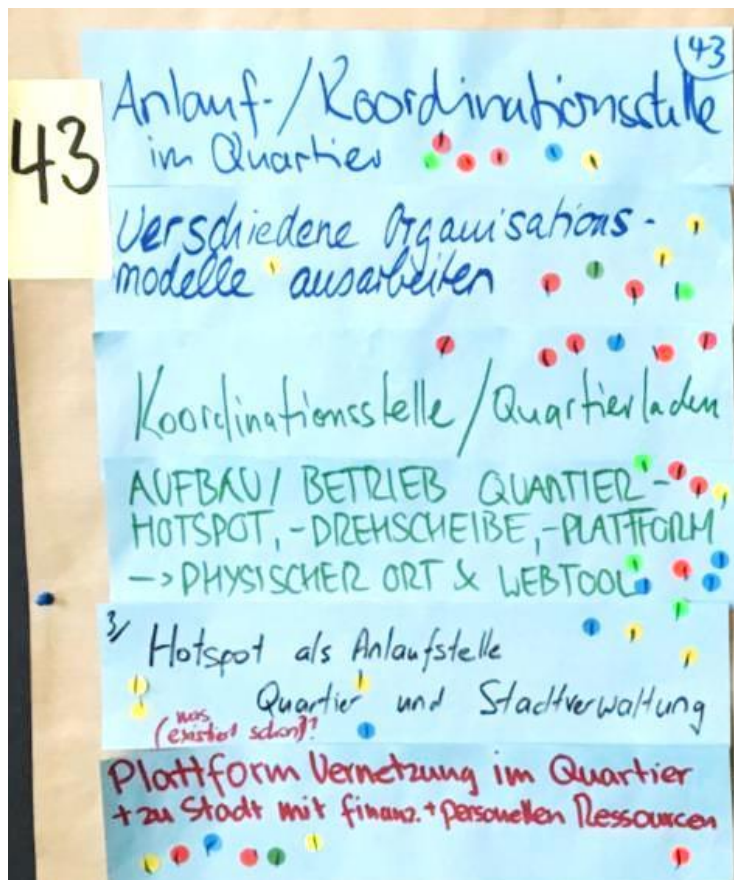 43
43
Anlauf-/Koordinationsstelle
im Quartier
Verschiedene Organisations-
modelle ausarbeiten
Koordinationsstelle/Quartierladen
AUFBAU/ BETRIEB QUARTIER-
HOTSPOT,-DREHSCHEIBE,-PLATTFORM
-> PHYSISCHER ORT & WEBTOOL
3/ Hotspot als Anlaufstelle
Quartier und Stadtverwaltung
was
(existiert schon)?
Plattform Vernetzung im Quartier
+ zu Stadt mit finanz. + personellen Ressourcen